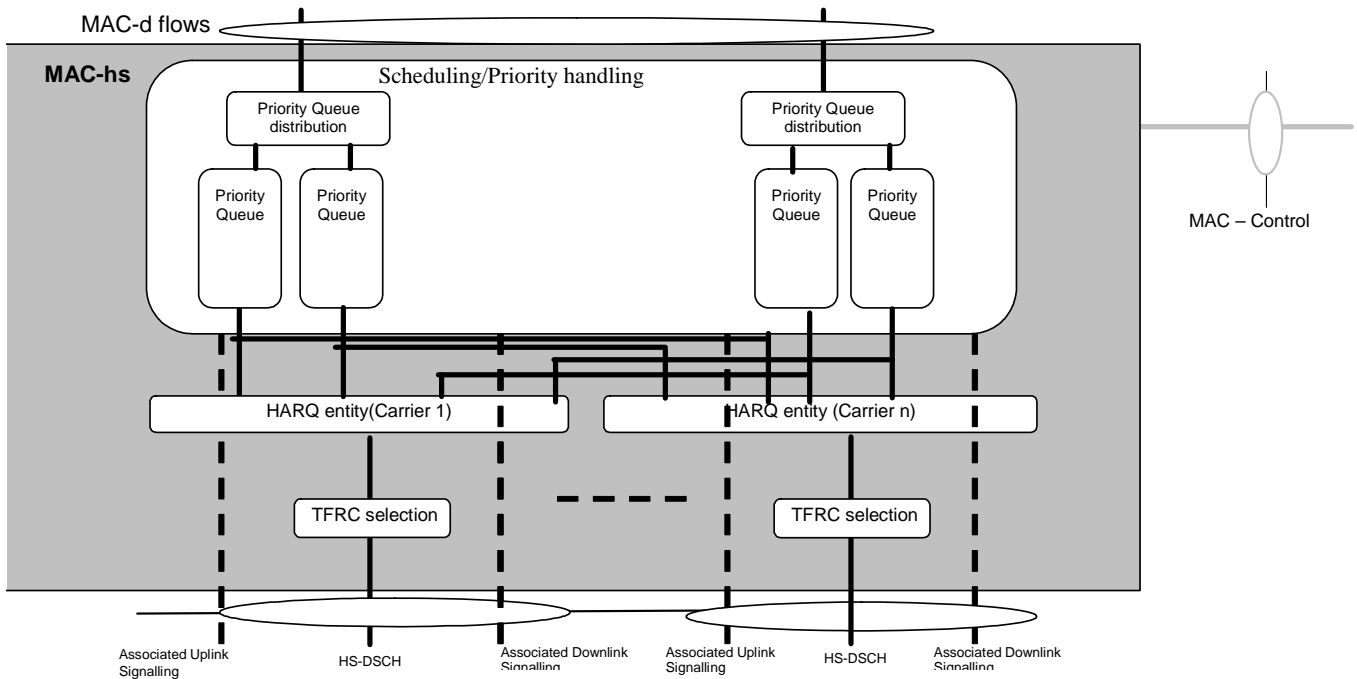 MAC-d flows
MAC-hs
Scheduling/Priority handling
Priority Queue
distribution
Priority Queue
distribution
Priority
Queue
Priority
Queue
Priority
Queue
Priority
Queue
MAC – Control
HARQ entity(Carrier 1)
HARQ entity (Carrier n)
TFRC selection
TFRC selection
Associated Uplink
Signalling
HS-DSCH
Associated Downlink
Signalling
Associated Uplink
Signalling
HS-DSCH
Associated Downlink
Signalling